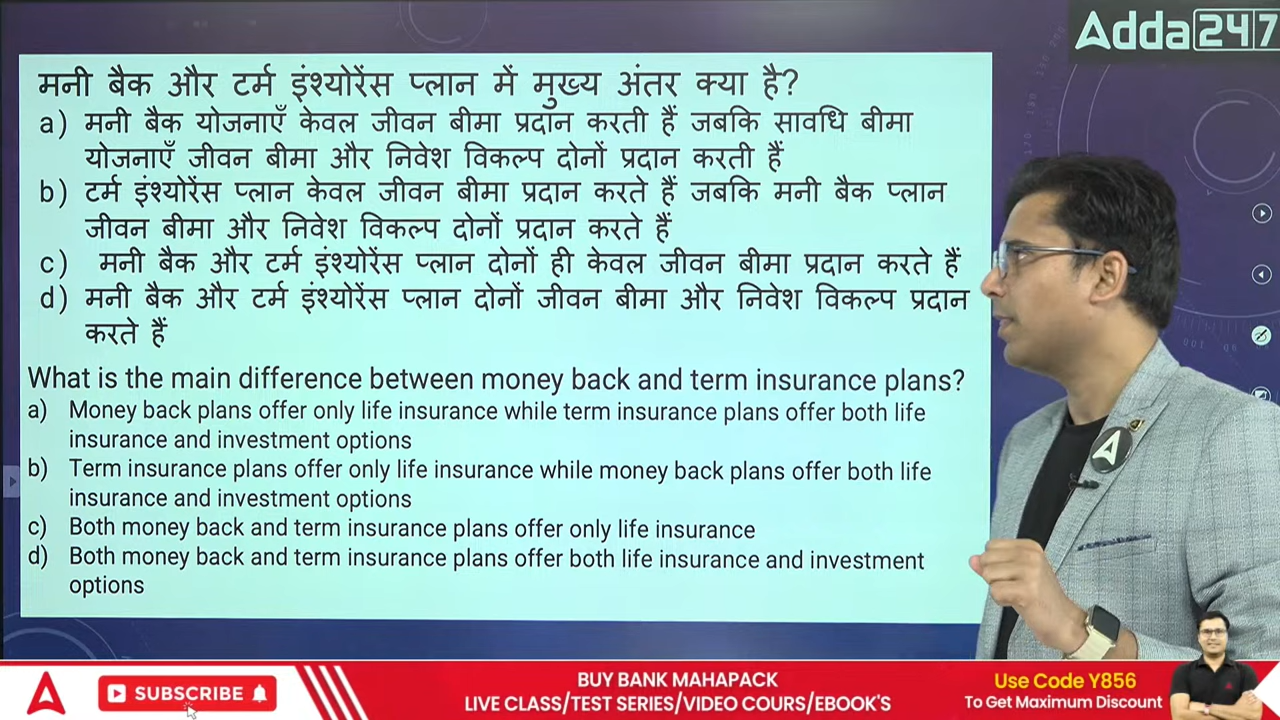 Adda247
मनी बैक और टर्म इंश्योरेंस प्लान में मुख्य अंतर क्या है?
a) मनी बैक योजनाएँ केवल जीवन बीमा प्रदान करती हैं जबकि सावधि बीमा
योजनाएँ जीवन बीमा और निवेश विकल्प दोनों प्रदान करती हैं
b) टर्म इंश्योरेंस प्लान केवल जीवन बीमा प्रदान करते हैं जबकि मनी बैक प्लान
जीवन बीमा और निवेश विकल्प दोनों प्रदान करते हैं
c) मनी बैक और टर्म इंश्योरेंस प्लान दोनों ही केवल जीवन बीमा प्रदान करते हैं
d) मनी बैक और टर्म इंश्योरेंस प्लान दोनों जीवन बीमा और निवेश विकल्प प्रदान
करते हैं
What is the main difference between money back and term insurance plans?
a) Money back plans offer only life insurance while term insurance plans offer both life
insurance and investment options
b) Term insurance plans offer only life insurance while money back plans offer both life
insurance and investment options
c) Both money back and term insurance plans offer only life insurance
d) Both money back and term insurance plans offer both life insurance and investment
options
SUBSCRIBE
BUY BANK MAHAPACK
LIVE CLASS/TEST SERIES/VIDEO COURS/EBOOK'S
Use Code Y856
To Get Maximum Discount